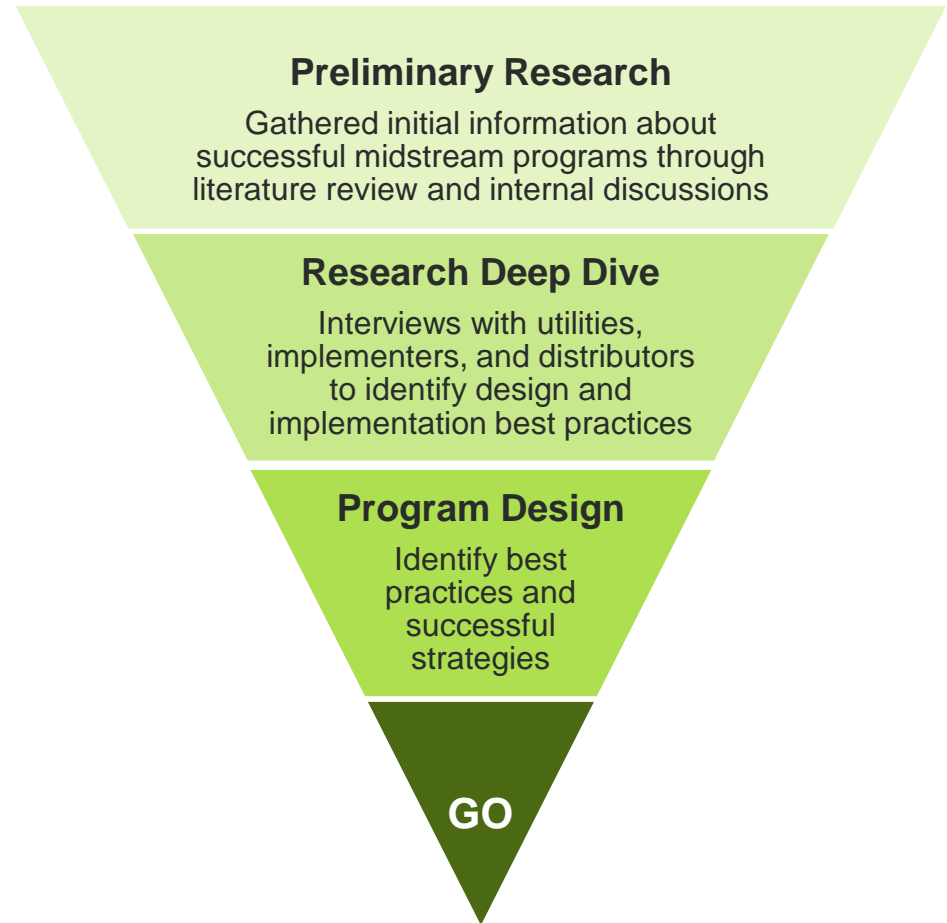 Preliminary Research
Gathered initial information about
successful midstream programs through
literature review and internal discussions
Research Deep Dive
Interviews with utilities,
implementers, and distributors
to identify design and
implementation best practices
Program Design
Identify best
practices and
successful
strategies
GO